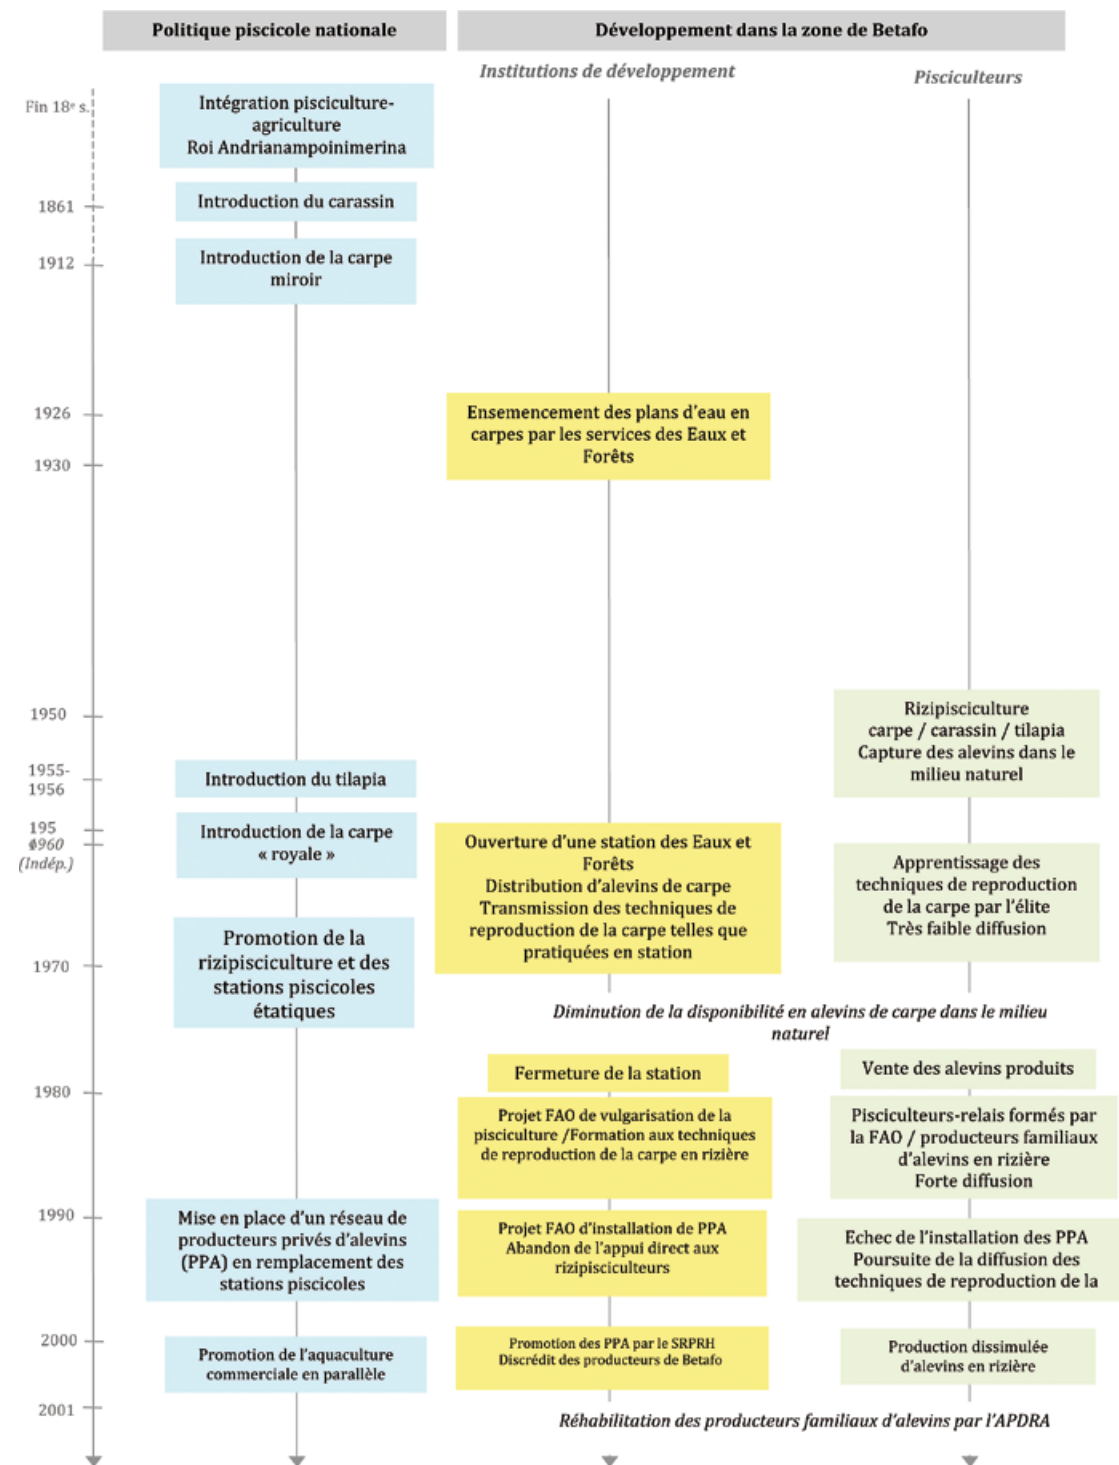 Politique piscicole nationale
Développement dans la zone de Betafo
Institutions de développement
Pisciculteurs
Fin 18e s.
Intégration pisciculture-
agriculture
Roi Andrianampoinimerina
1861
Introduction du carassin
1912
Introduction de la carpe
miroir
1926
Ensemencement des plans d'eau en
carpes par les services des Eaux et
Forêts
1930
1950
Rizipisciculture
carpe / carassin / tilapia
Capture des alevins dans le
milieu naturel
1955-
1956
Introduction du tilapia
195
1960
(Indép.)
Introduction de la carpe
« royale »
Ouverture d'une station des Eaux et
Forêts
Distribution d'alevins de carpe
Transmission des techniques de
reproduction de la carpe telles que
pratiquées en station
Apprentissage des
techniques de reproduction
de la carpe par l'élite
Très faible diffusion
Promotion de la
rizipisciculture et des
stations piscicoles
étatiques
1970
Diminution de la disponibilité en alevins de carpe dans le milieu
naturel
Fermeture de la station
Vente des alevins produits
1980
Projet FAO de vulgarisation de la
pisciculture /Formation aux techniques
de reproduction de la carpe en rizière
Pisciculteurs-relais formés par
la FAO / producteurs familiaux
d'alevins en rizière
Forte diffusion
1990
Mise en place d'un réseau de
producteurs privés d'alevins
(PPA) en remplacement des
stations piscicoles
Projet FAO d'installation de PPA
Abandon de l'appui direct aux
rizipisciculteurs
Echec de l'installation des PPA
Poursuite de la diffusion des
techniques de reproduction de la
2000
Promotion de l'aquaculture
commerciale en parallèle
Promotion des PPA par le SRPRH
Discrédit des producteurs de Betafo
Production dissimulée
d'alevins en rizière
2001
Réhabilitation des producteurs familiaux d'alevins par l'APDRA